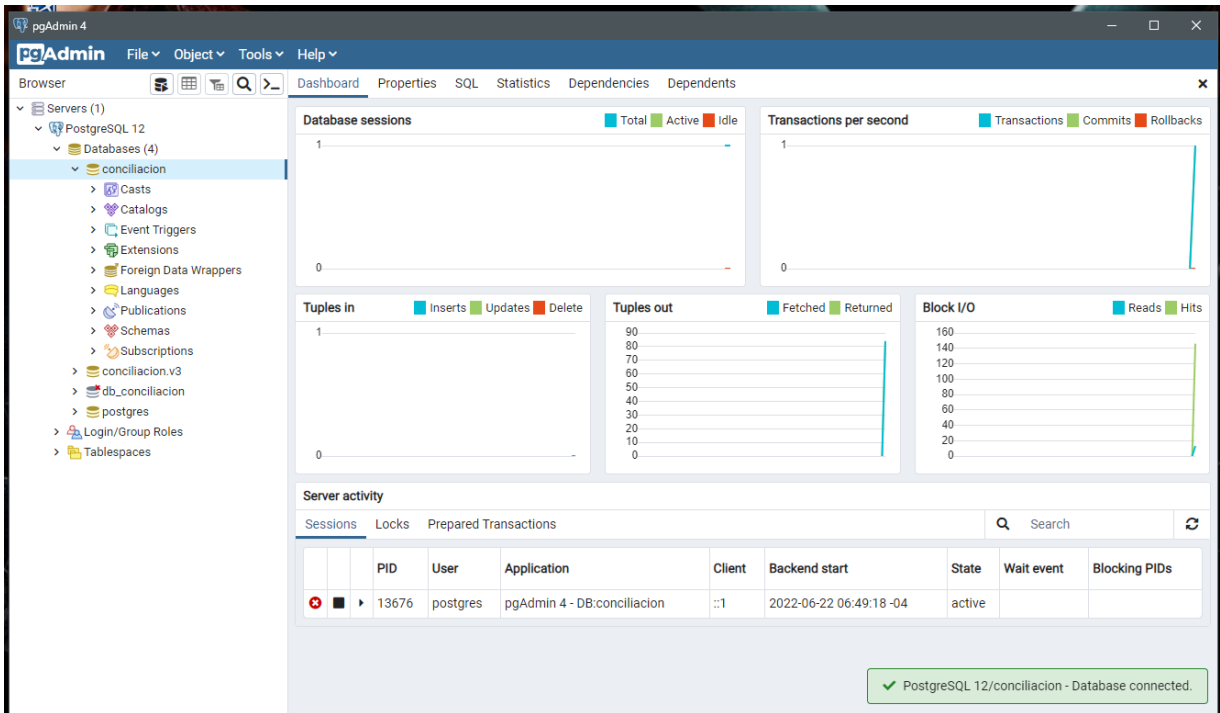 pgAdmin 4
pgAdmin File Object Tools Help
Browser
Dashboard Properties SQL Statistics Dependencies Dependents
Servers (1)
PostgreSQL 12
Databases (4)
conciliacion
Casts
Catalogs
Event Triggers
Extensions
Foreign Data Wrappers
Languages
Publications
Schemas
Subscriptions
conciliacion.v3
db_conciliacion
postgres
Login/Group Roles
Tablespaces
Database sessions Total Active Idle
1
0
Transactions per second Transactions Commits Rollbacks
1
0
Tuples in Inserts Updates Delete
1
0
Tuples out Fetched Returned
90
80
70
60
50
40
30
20
10
0
Block I/O Reads Hits
160
140
120
100
80
60
40
20
0
Server activity
Sessions Locks Prepared Transactions Search
PID User Application Client Backend start State Wait event Blocking PIDs
13676 postgres pgAdmin 4 - DB:conciliacion ::1 2022-06-22 06:49:18 -04 active
PostgreSQL 12/conciliacion - Database connected.